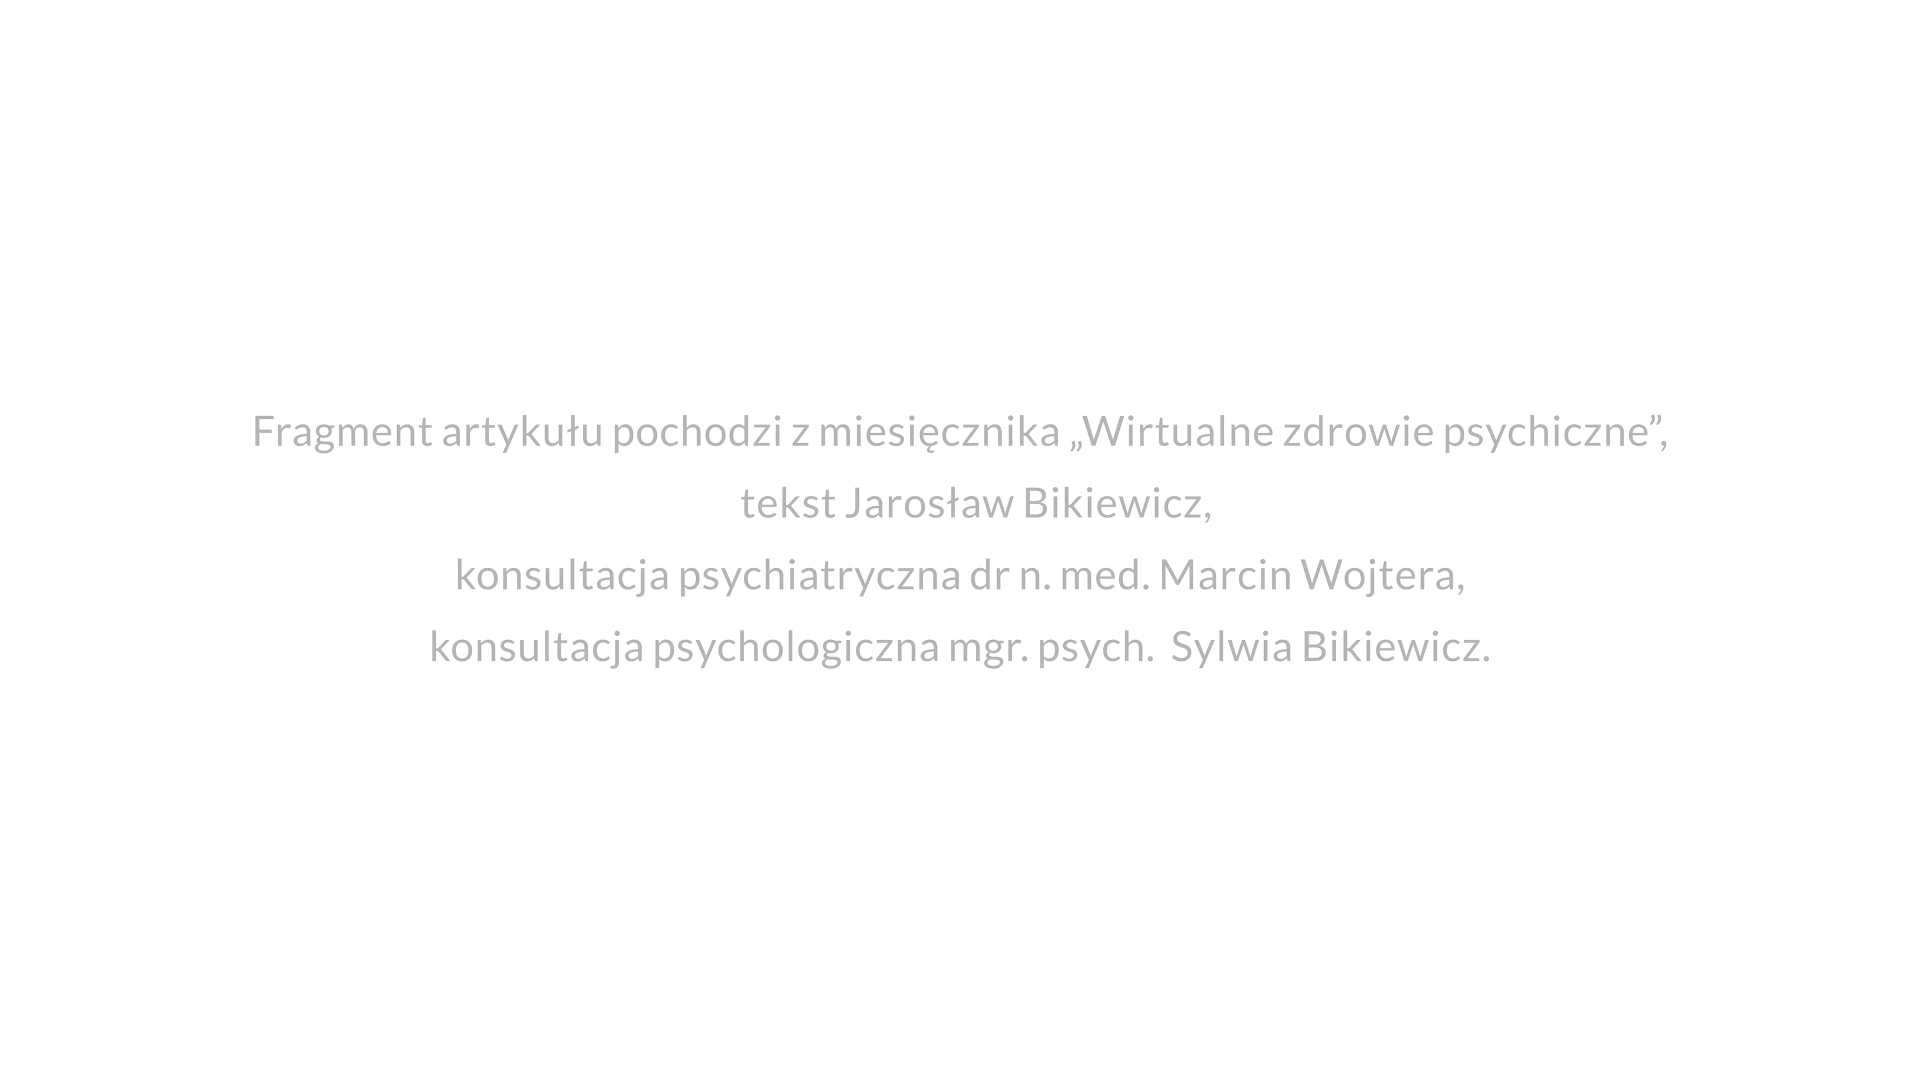 Fragment artykułu pochodzi z miesięcznika „Wirtualne zdrowie psychiczne”,
tekst Jarosław Bikiewicz,
konsultacja psychiatryczna dr n. med. Marcin Wojtera,
konsultacja psychologiczna mgr. psych.  Sylwia Bikiewicz.